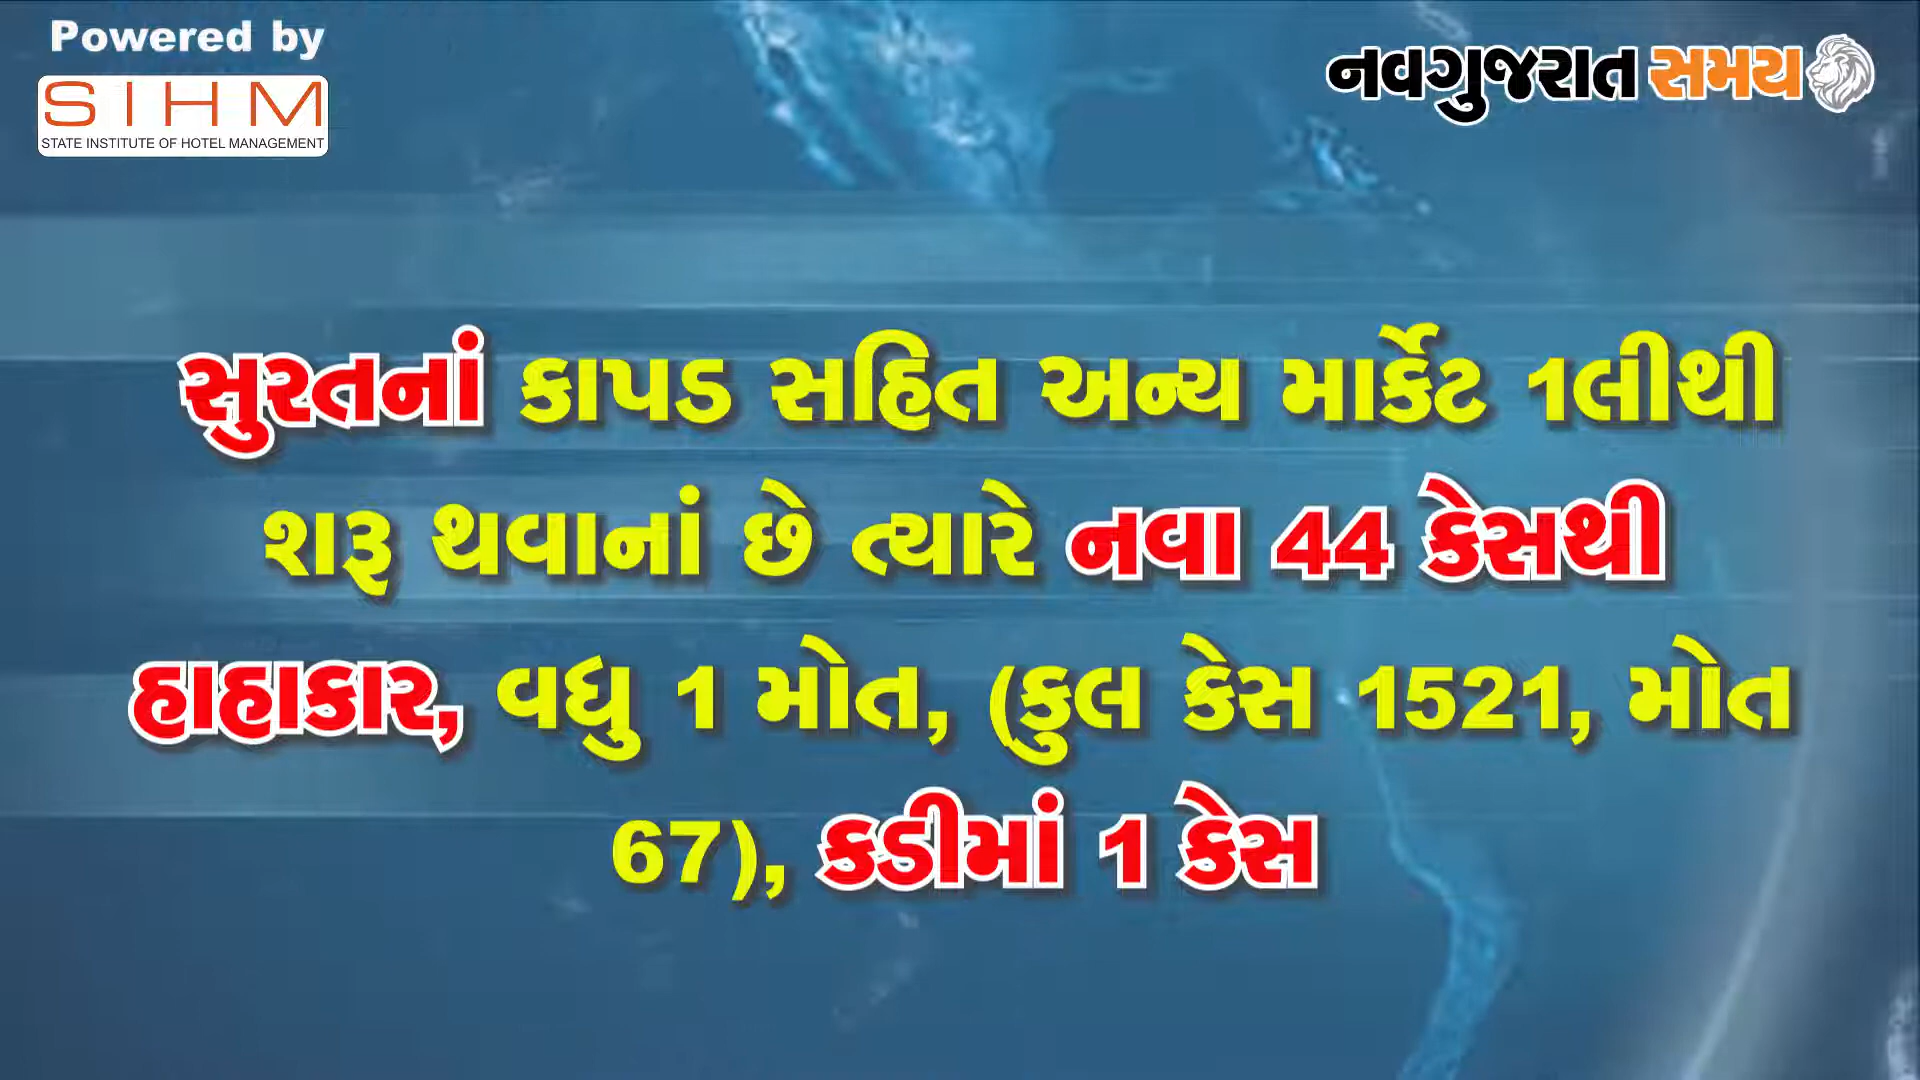 Powered by
SIHM
STATE INSTITUTE OF HOTEL MANAGEMENT
નવગુજરાત સમય
સુરતનાં કાપડ સહિત અન્ય માર્કેટ 1લીથી
શરૂ થવાનાં છે ત્યારે નવા 44 કેસથી
હાહાકાર, વધુ 1 મોત, (કુલ કેસ 1521, મોત
67), કડીમાં 1 કેસ